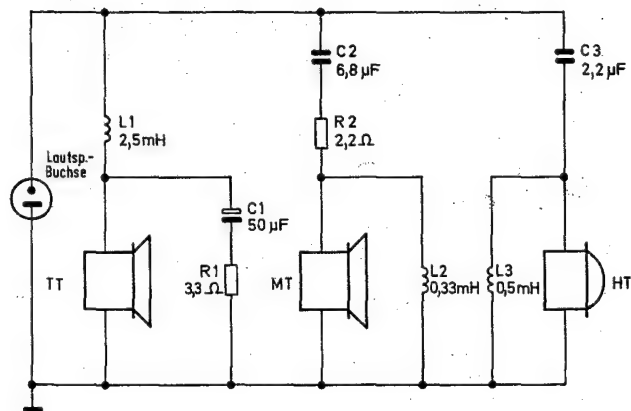 C2
6,8 µF
C3
2,2 µF
L1
2,5mH
R2
2,2 Ω
Lautsp.-
Buchse
C1
50 µF
TT
R1
3,3 Ω
MT
L2
0,33mH
L3
0,5mH
HT